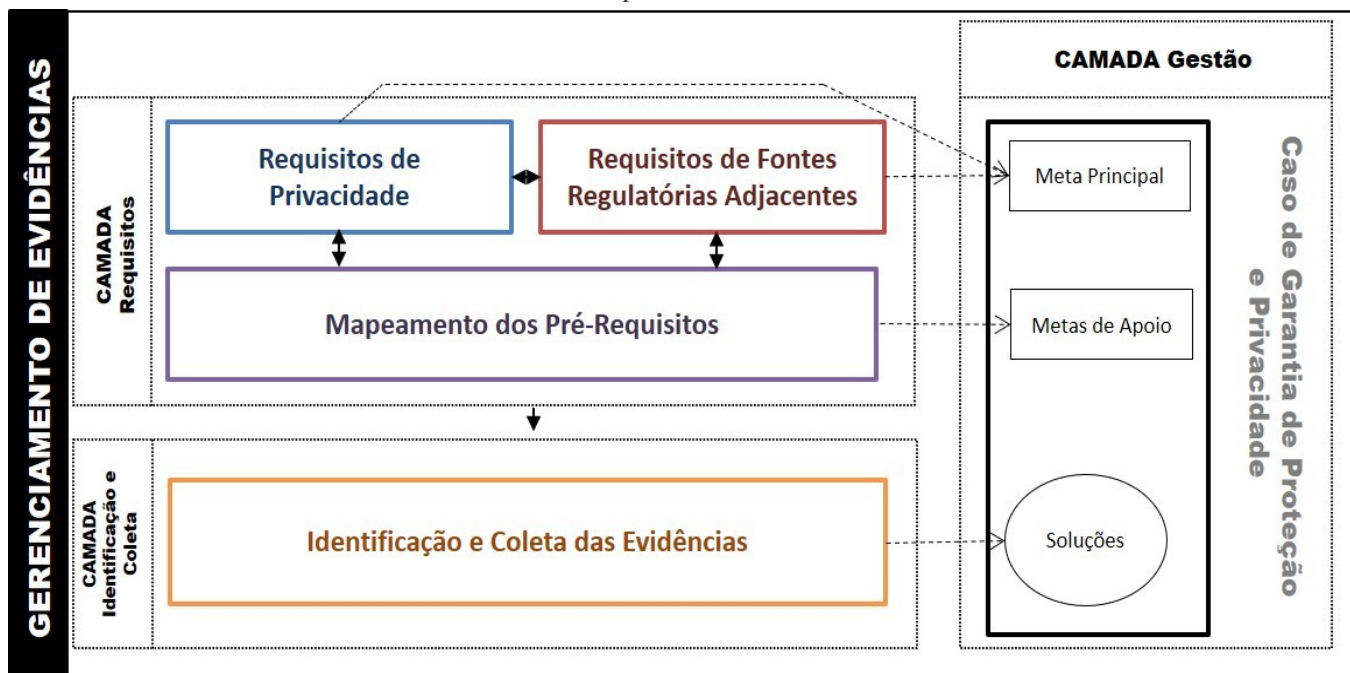 GERENCIAMENTO DE EVIDÊNCIAS
CAMADA
Requisitos
Requisitos de
Privacidade
Requisitos de Fontes
Regulatórias Adjacentes
Mapeamento dos Pré-Requisitos
CAMADA
Identificação e
Coleta
Identificação e Coleta das Evidências
CAMADA Gestão
Meta Principal
Metas de Apoio
Soluções
Caso de Garantia de Proteção
e Privacidade